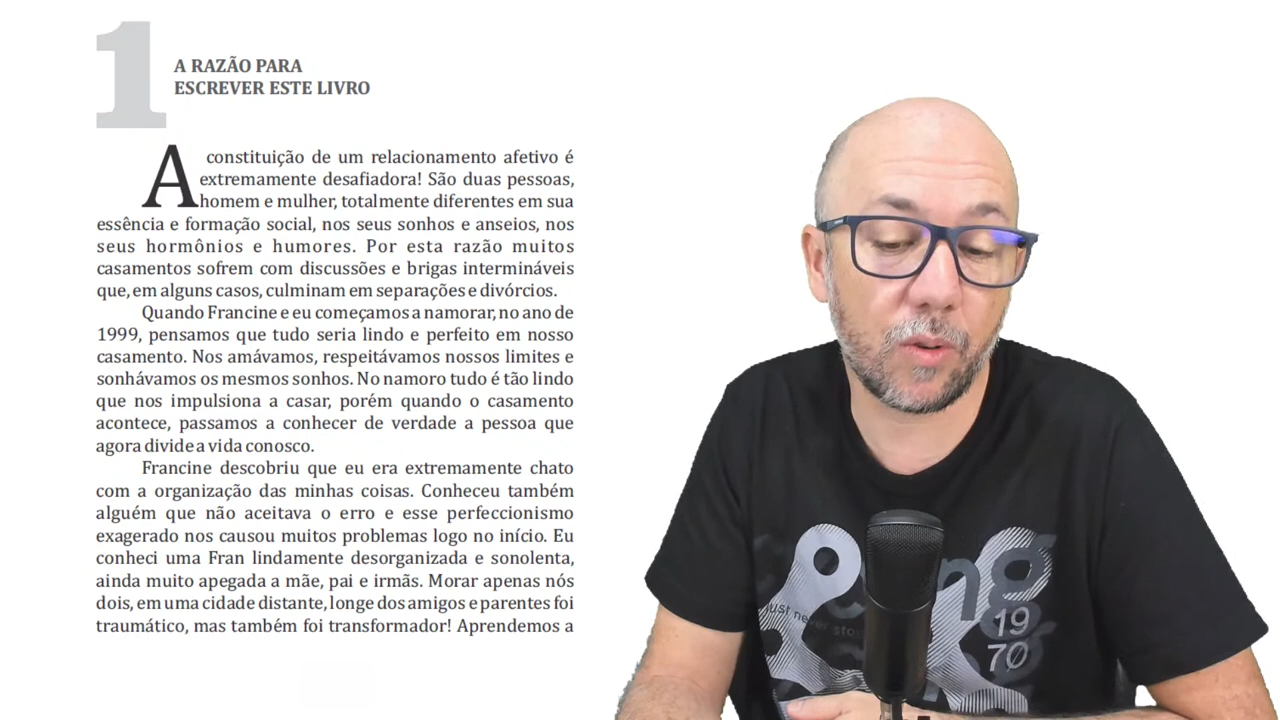 1
A RAZÃO PARA
ESCREVER ESTE LIVRO
A constituição de um relacionamento afetivo é
extremamente desafiadora! São duas pessoas,
homem e mulher, totalmente diferentes em sua
essência e formação social, nos seus sonhos e anseios, nos
seus hormônios e humores. Por esta razão muitos
casamentos sofrem com discussões e brigas intermináveis
que, em alguns casos, culminam em separações e divórcios.
Quando Francine e eu começamos a namorar, no ano de
1999, pensamos que tudo seria lindo e perfeito em nosso
casamento. Nos amávamos, respeitávamos nossos limites e
sonhávamos os mesmos sonhos. No namoro tudo é tão lindo
que nos impulsiona a casar, porém quando o casamento
acontece, passamos a conhecer de verdade a pessoa que
agora divide a vida conosco.
Francine descobriu que eu era extremamente chato
com a organização das minhas coisas. Conheceu também
alguém que não aceitava o erro e esse perfeccionismo
exagerado nos causou muitos problemas logo no início. Eu
conheci uma Fran lindamente desorganizada e sonolenta,
ainda muito apegada a mãe, pai e irmãs. Morar apenas nós
dois, em uma cidade distante, longe dos amigos e parentes foi
traumático, mas também foi transformador! Aprendemos a
just never sto
19
70